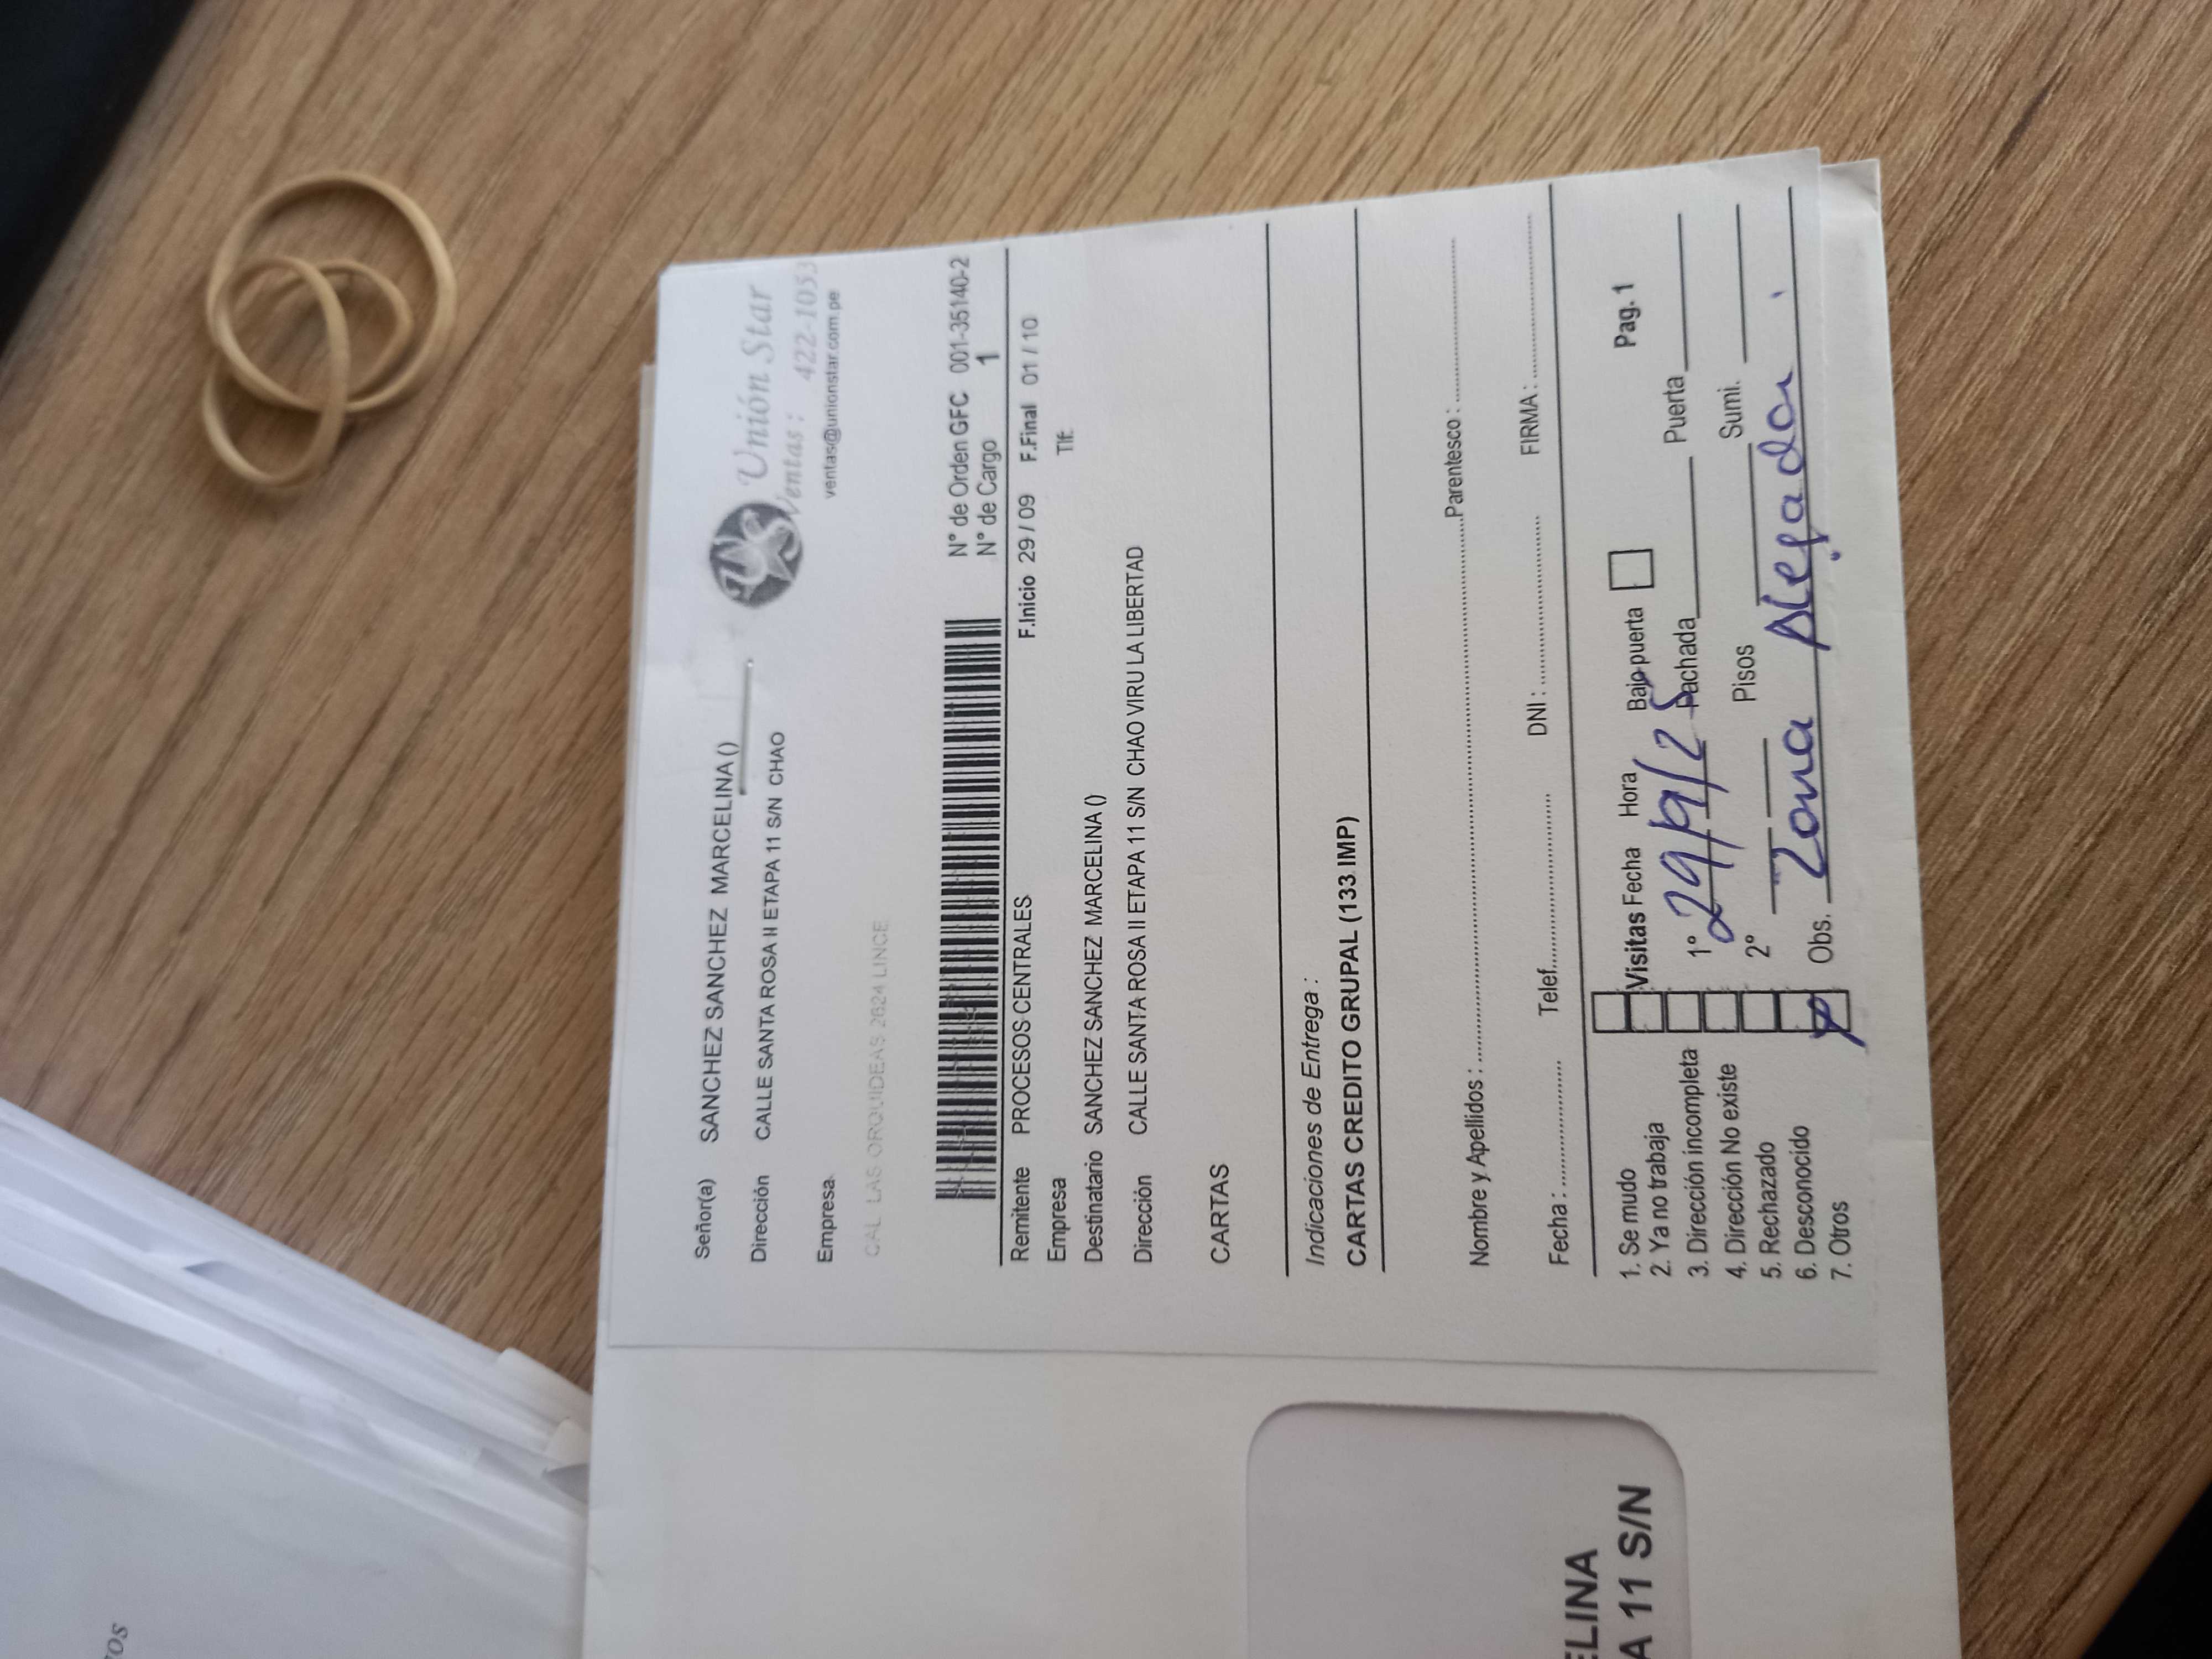 Unión Star
Ventas : 422-1053
ventas@unionstar.com.pe
Señor(a) SANCHEZ SANCHEZ MARCELINA ()
Dirección CALLE SANTA ROSA II ETAPA 11 S/N CHAO
Empresa
CAL LAS ORQUIDEAS 2624 LINCE
N° de Orden GFC 001-35140-2
N° de Cargo 1
Remitente PROCESOS CENTRALES F.Inicio 29 / 09 F.Final 01 / 10
Empresa Tlf:
Destinatario SANCHEZ SANCHEZ MARCELINA ()
Dirección CALLE SANTA ROSA II ETAPA 11 S/N CHAO VIRU LA LIBERTAD
CARTAS
Indicaciones de Entrega :
CARTAS CREDITO GRUPAL (133 IMP)
Nombre y Apellidos : Parentesco :
Fecha : Telef. DNI : FIRMA :
1. Se mudo Visitas Fecha Hora Bajo puerta Pag. 1
2. Ya no trabaja
3. Dirección incompleta 1° 29/9/25 Fachada Puerta
4. Dirección No existe 2° Pisos Sumi.
5. Rechazado
6. Desconocido Obs. Zona Alejada.
7. Otros
ELINA
A 11 S/N